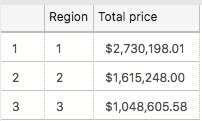 Region Total price
1 1 $2,730,198.01
2 2 $1,615,248.00
3 3 $1,048,605.58